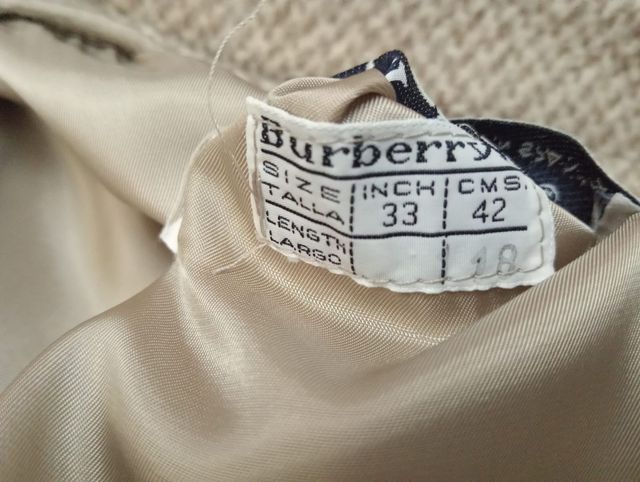 Burberry
SIZE INCH CMS.
TALLA 33 42
LENGTH
LARGO 18